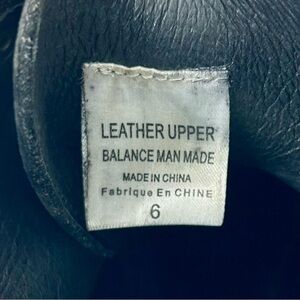 LEATHER UPPER
BALANCE MAN MADE
MADE IN CHINA
Fabrique En CHINE
6